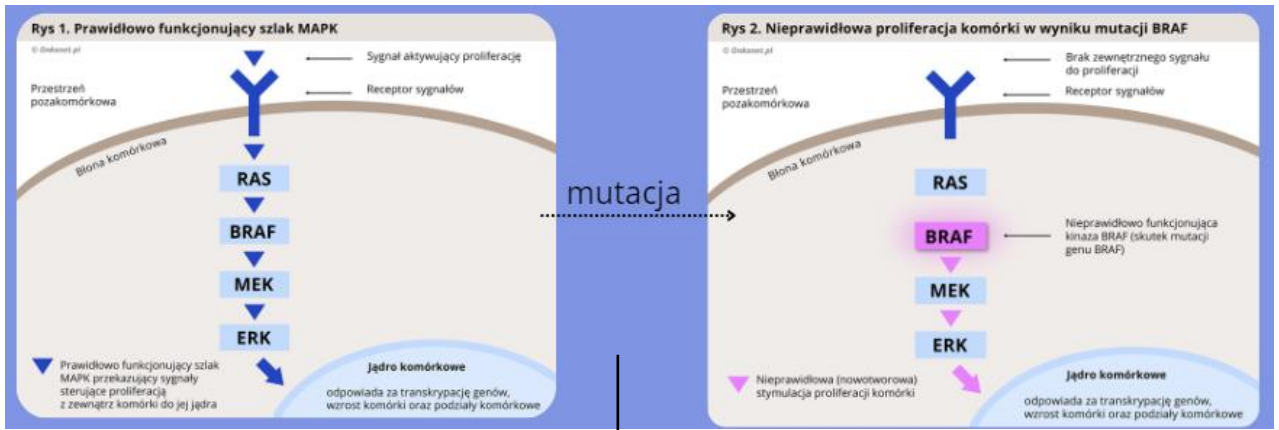 Rys 1. Prawidłowo funkcjonujący szlak MAPK
© Onkonet.pl
Sygnał aktywujący proliferację
Przestrzeń
pozakomórkowa
Receptor sygnałów
Błona komórkowa
RAS
BRAF
MEK
ERK
Prawidłowo funkcjonujący szlak
MAPK przekazujący sygnały
sterujące proliferacją
z zewnątrz komórki do jej jądra
Jądro komórkowe
odpowiada za transkrypację genów,
wzrost komórki oraz podziały komórkowe
mutacja
Rys 2. Nieprawidłowa proliferacja komórki w wyniku mutacji BRAF
© Onkonet.pl
Brak zewnętrznego sygnału
do proliferacji
Przestrzeń
pozakomórkowa
Receptor sygnałów
Błona komórkowa
RAS
BRAF
Nieprawidłowo funkcjonująca
kinaza BRAF (skutek mutacji
genu BRAF)
MEK
ERK
Nieprawidłowa (nowotworowa)
stymulacja proliferacji komórki
Jądro komórkowe
odpowiada za transkrypację genów,
wzrost komórki oraz podziały komórkowe